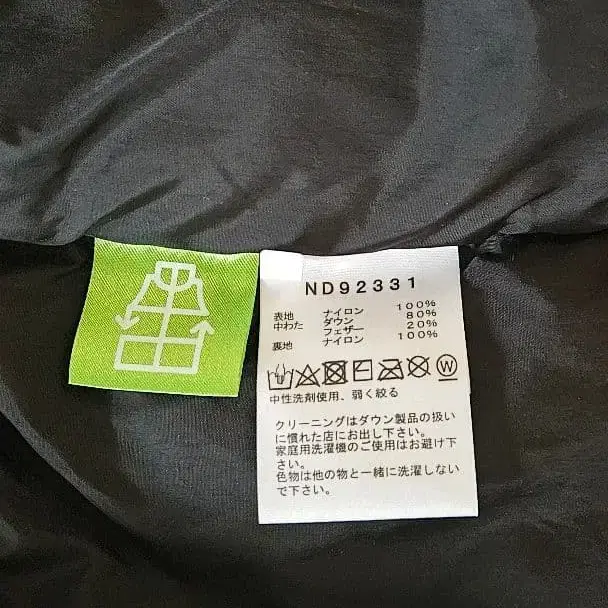 ND92331
表地 ナイロン 100%
中わた ダウン 80%
フェザー 20%
裏地 ナイロン 100%
W
中性洗剤使用、弱く絞る
クリーニングはダウン製品の扱い
に慣れた店にお出し下さい。
家庭用洗濯機のご使用はお避け下
さい。
色物は他の物と一緒に洗濯しない
で下さい。